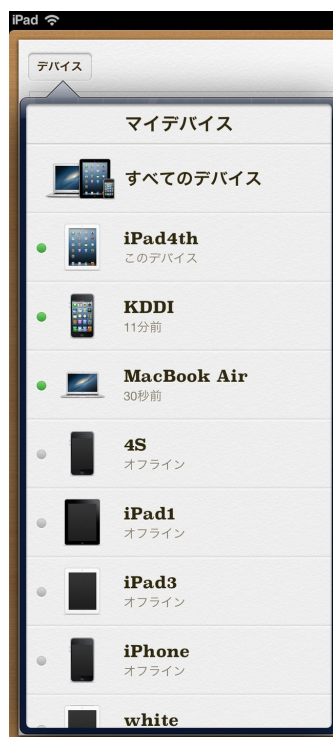 iPad
デバイス
マイデバイス
すべてのデバイス
iPad4th
このデバイス
KDDI
11分前
MacBook Air
30秒前
4S
オフライン
iPad1
オフライン
iPad3
オフライン
iPhone
オフライン
white